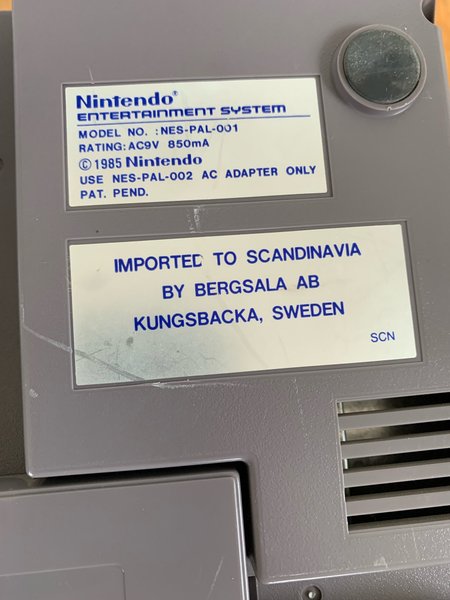 Nintendo®
ENTERTAINMENT SYSTEM
MODEL NO. :NES-PAL-001
RATING:AC9V 850mA
©1985 Nintendo
USE NES-PAL-002 AC ADAPTER ONLY
PAT. PEND.
IMPORTED TO SCANDINAVIA
BY BERGSALA AB
KUNGSBACKA, SWEDEN
SCN